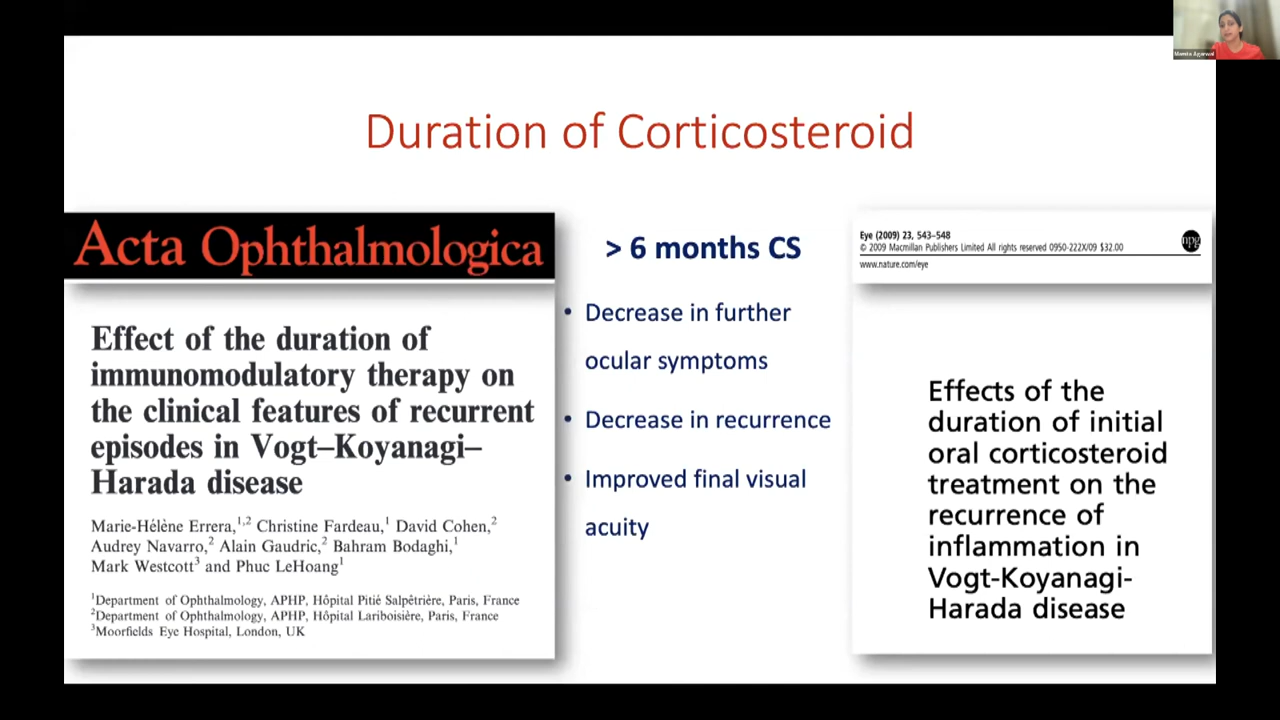 Mamta Agarwal
Duration of Corticosteroid
Acta Ophthalmologica
Effect of the duration of
immunomodulatory therapy on
the clinical features of recurrent
episodes in Vogt–Koyanagi–
Harada disease
Marie-Hélène Errera,1,2 Christine Fardeau,1 David Cohen,2
Audrey Navarro,2 Alain Gaudric,2 Bahram Bodaghi,1
Mark Westcott3 and Phuc LeHoang1
1Department of Ophthalmology, APHP, Hôpital Pitié Salpêtrière, Paris, France
2Department of Ophthalmology, APHP, Hôpital Lariboisière, Paris, France
3Moorfields Eye Hospital, London, UK
> 6 months CS
• Decrease in further
ocular symptoms
• Decrease in recurrence
• Improved final visual
acuity
Eye (2009) 23, 543–548
© 2009 Macmillan Publishers Limited All rights reserved 0950-222X/09 $32.00
npg
www.nature.com/eye
Effects of the
duration of initial
oral corticosteroid
treatment on the
recurrence of
inflammation in
Vogt-Koyanagi-
Harada disease